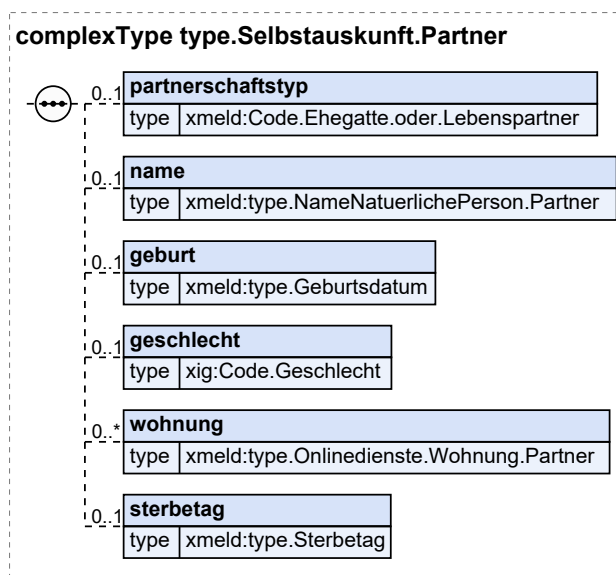 complexType type.Selbstauskunft.Partner
0..1 partnerschaftstyp
type xmeld:Code.Ehegatte.oder.Lebenspartner
0..1 name
type xmeld:type.NameNatuerlichePerson.Partner
0..1 geburt
type xmeld:type.Geburtsdatum
0..1 geschlecht
type xig:Code.Geschlecht
0..* wohnung
type xmeld:type.Onlinedienste.Wohnung.Partner
0..1 sterbetag
type xmeld:type.Sterbetag